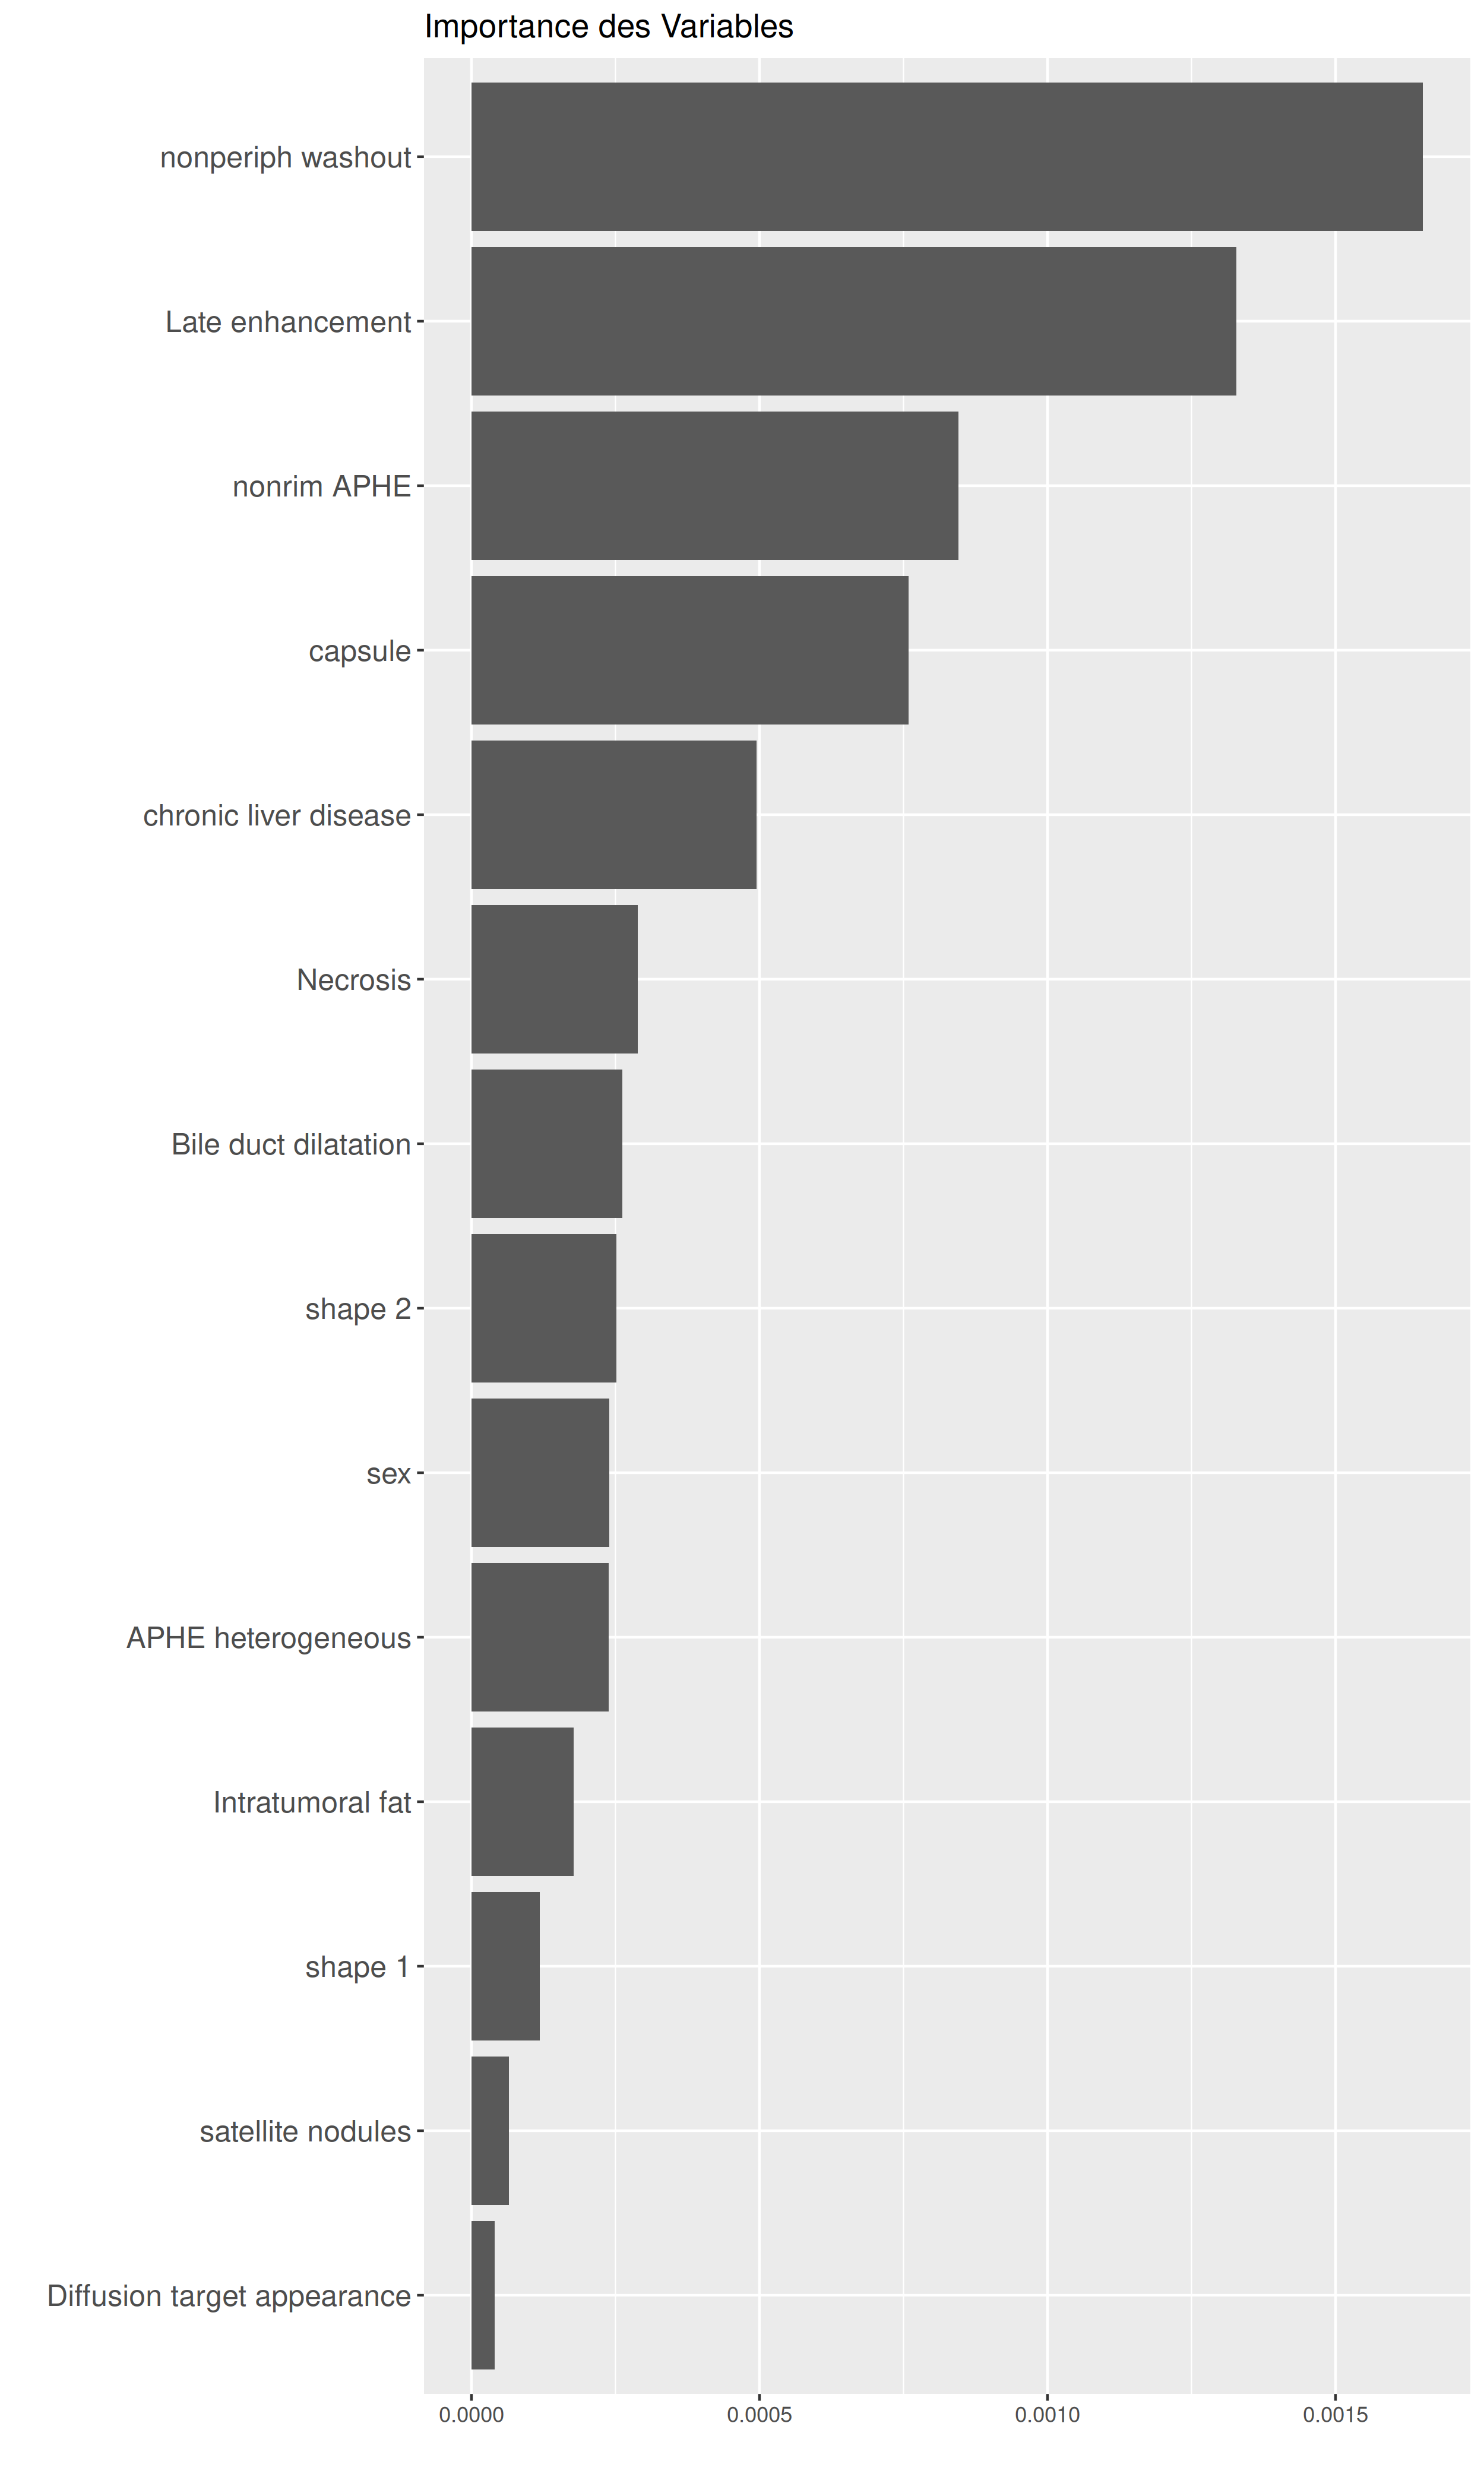 Importance des Variables
nonperiph washout
Late enhancement
nonrim APHE
capsule
chronic liver disease
Necrosis
Bile duct dilatation
shape 2
sex
APHE heterogeneous
Intratumoral fat
shape 1
satellite nodules
Diffusion target appearance
0.0000 0.0005 0.0010 0.0015